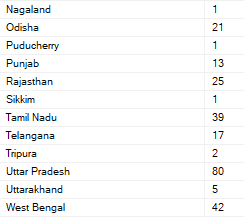 Nagaland 1
Odisha 21
Puducherry 1
Punjab 13
Rajasthan 25
Sikkim 1
Tamil Nadu 39
Telangana 17
Tripura 2
Uttar Pradesh 80
Uttarakhand 5
West Bengal 42